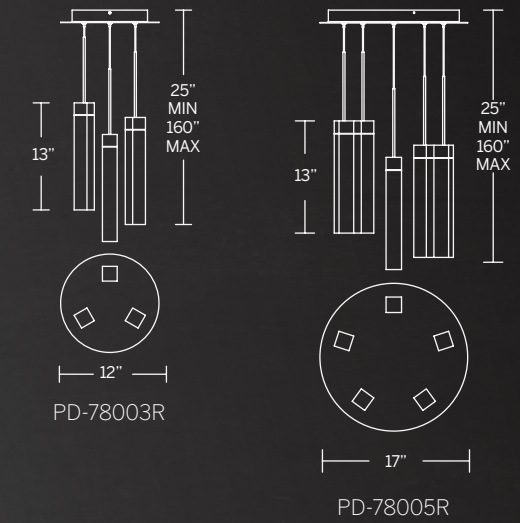 25”
MIN
160”
MAX
13”
12”
PD-78003R
25”
MIN
160”
MAX
13”
17”
PD-78005R